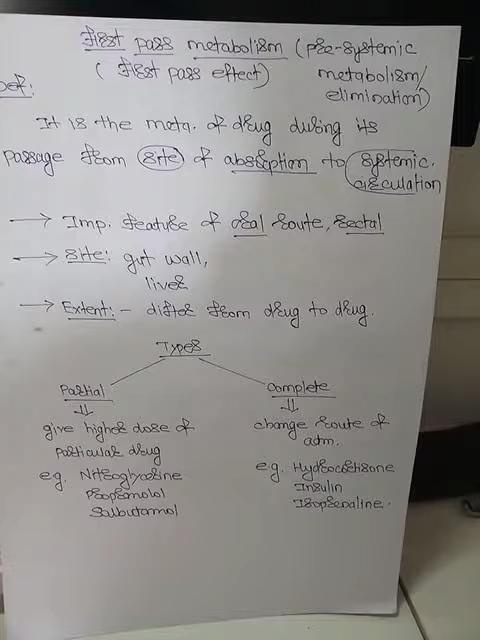 First pass metabolism (pre-systemic
( First pass effect) metabolism/
elimination)
Def:
It is the meta. of drug during its
passage from site of absorption to systemic.
circulation
→ Imp. feature of oral route, rectal
→ Site: gut wall,
liver
→ Extent:- differ from drug to drug.
Types
Partial
⇓
give higher dose of
particular drug
eg. Nitroglycerine
Propranolol
Salbutamol
Complete
⇓
change route of
adm.
e.g. Hydrocortisone
Insulin
Isoprenaline.